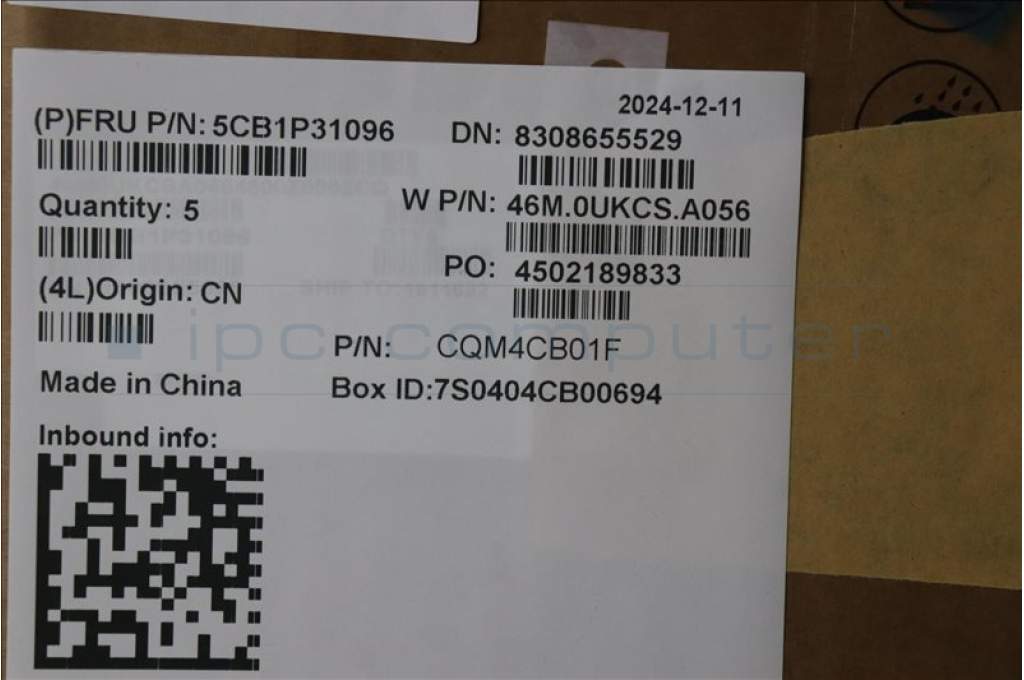 2024-12-11
(P)FRU P/N: 5CB1P31096
DN: 8308655529
W P/N: 46M.0UKCS.A056
Quantity: 5
PO: 4502189833
(4L)Origin: CN
ipc computer
P/N: CQM4CB01F
Made in China
Box ID:7S0404CB00694
Inbound info: